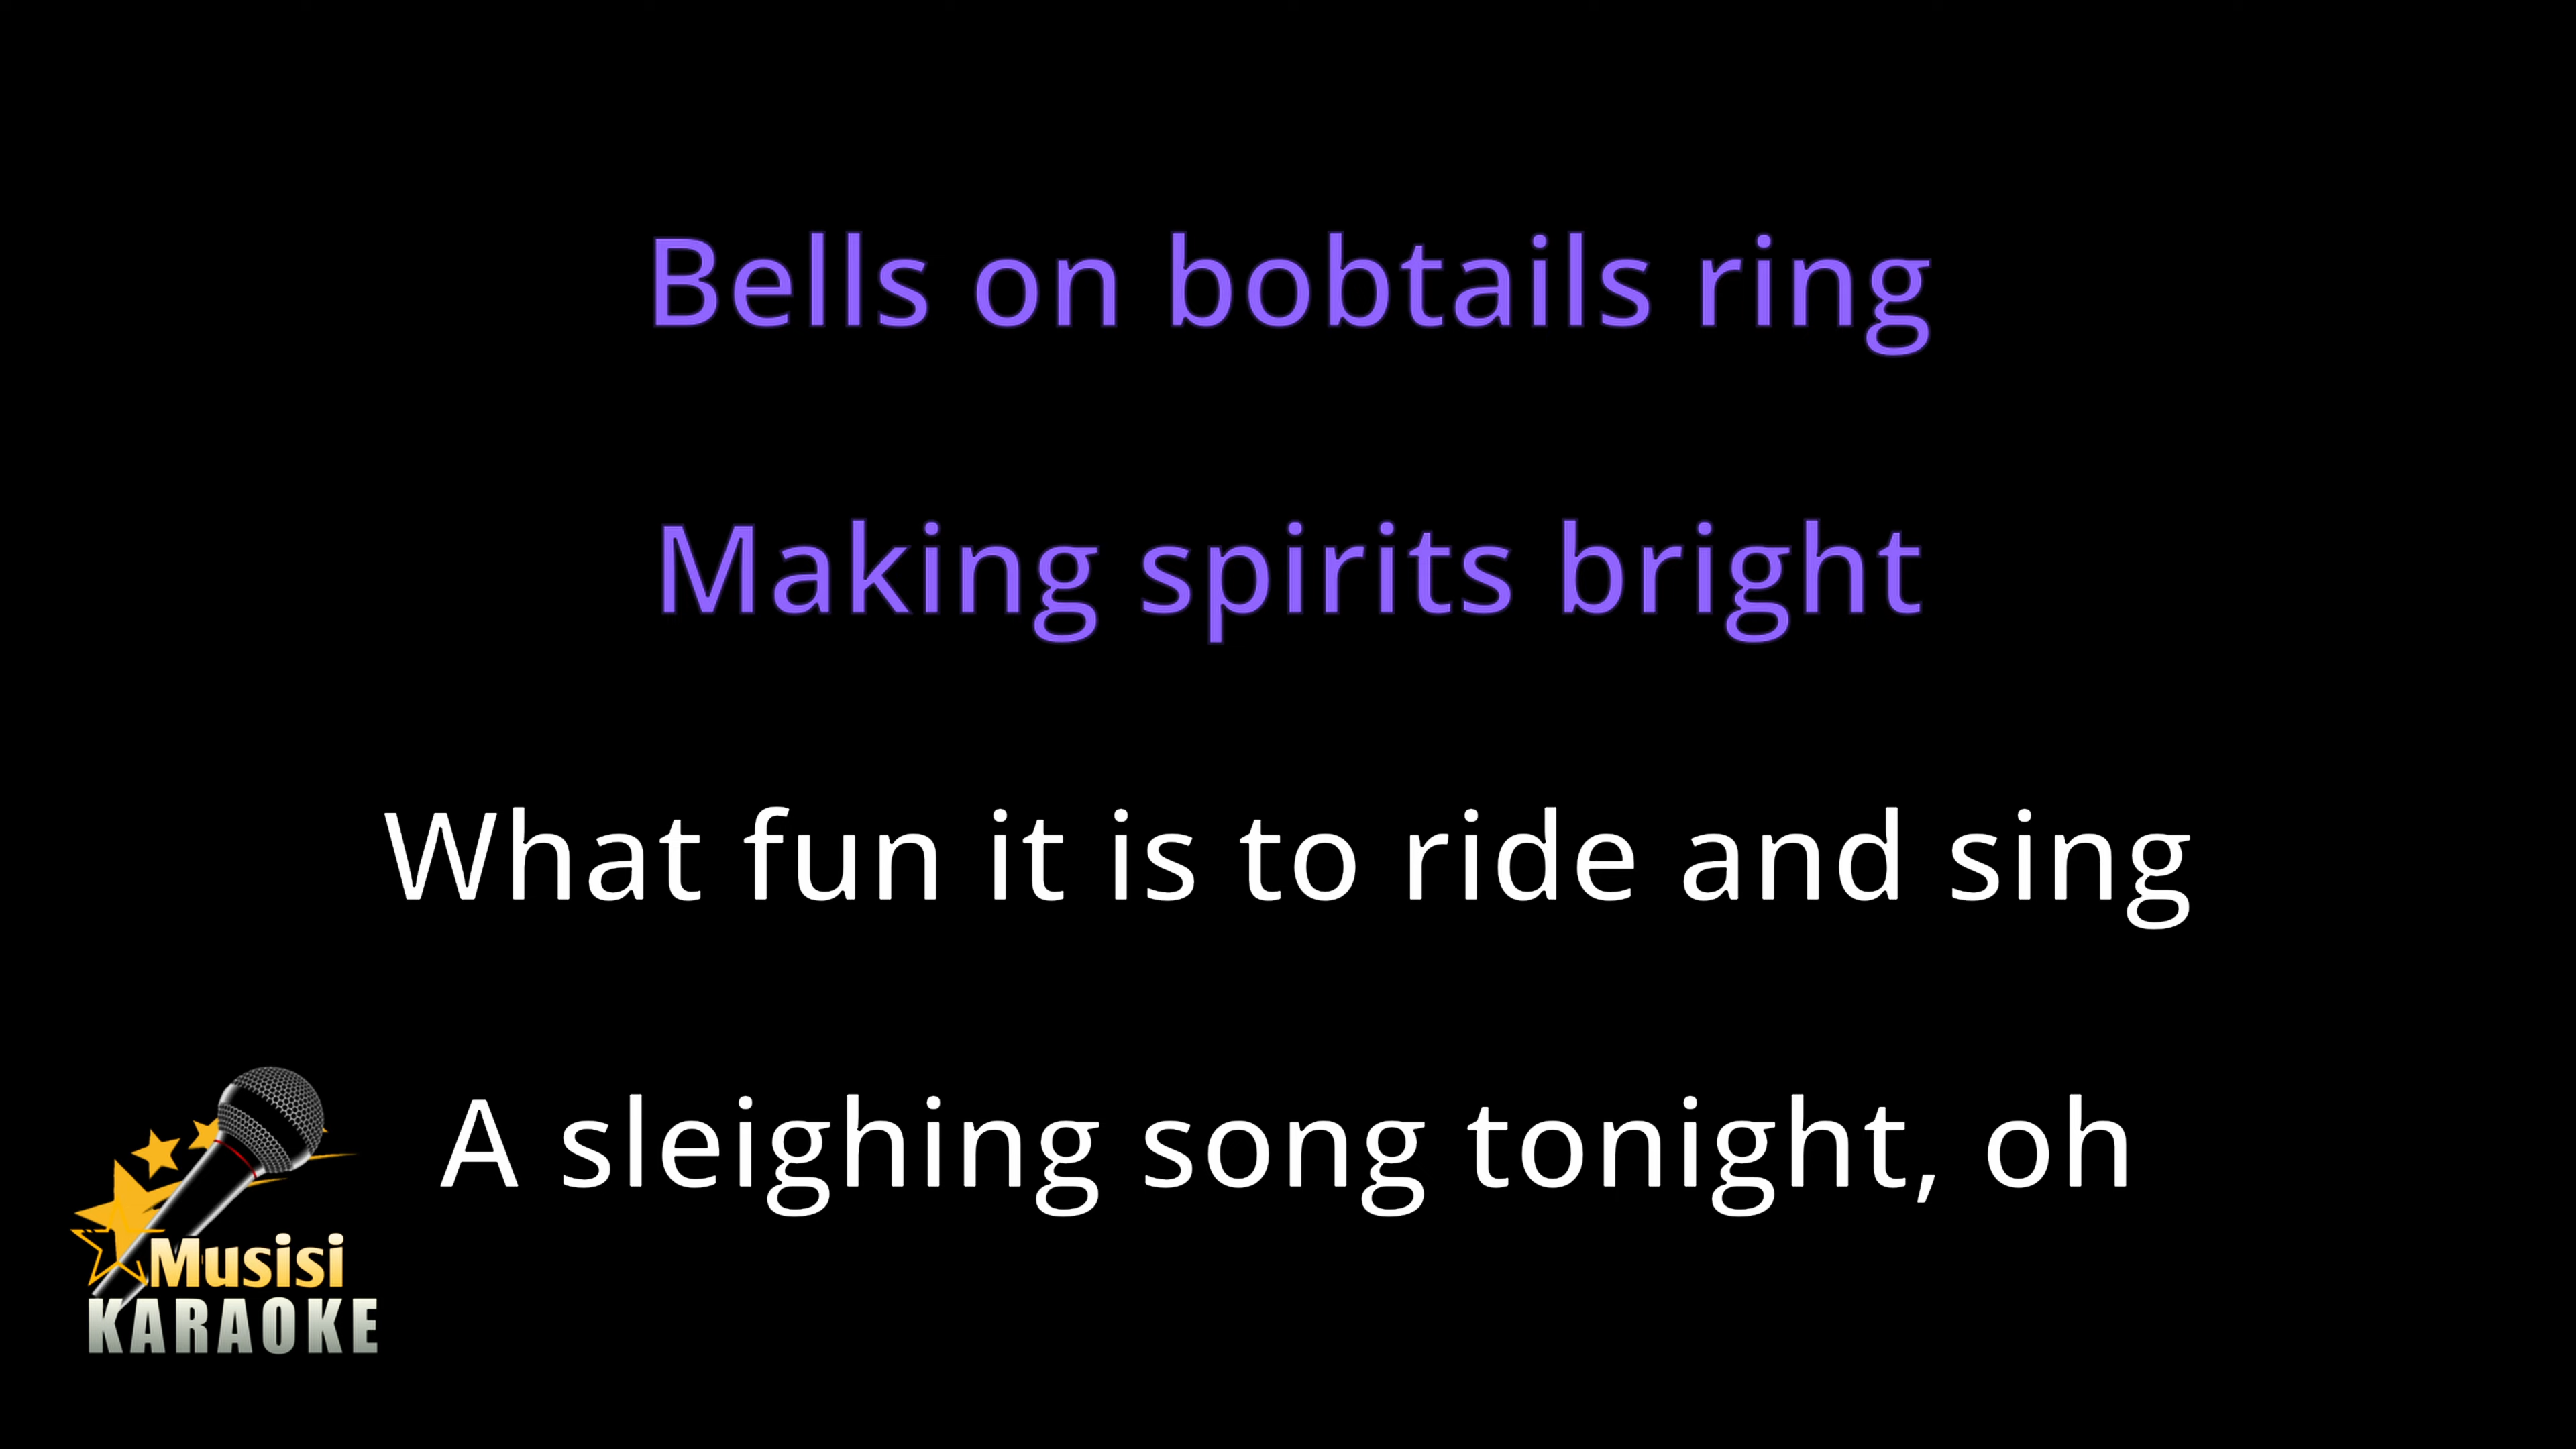 Bells on bobtails ring
Making spirits bright
What fun it is to ride and sing
A sleighing song tonight, oh
Musisi
KARAOKE